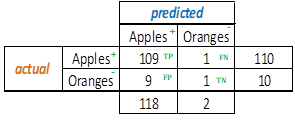 predicted
Apples + Oranges -
actual Apples + 109 TP 1 FN 110
Oranges - 9 FP 1 TN 10
118 2